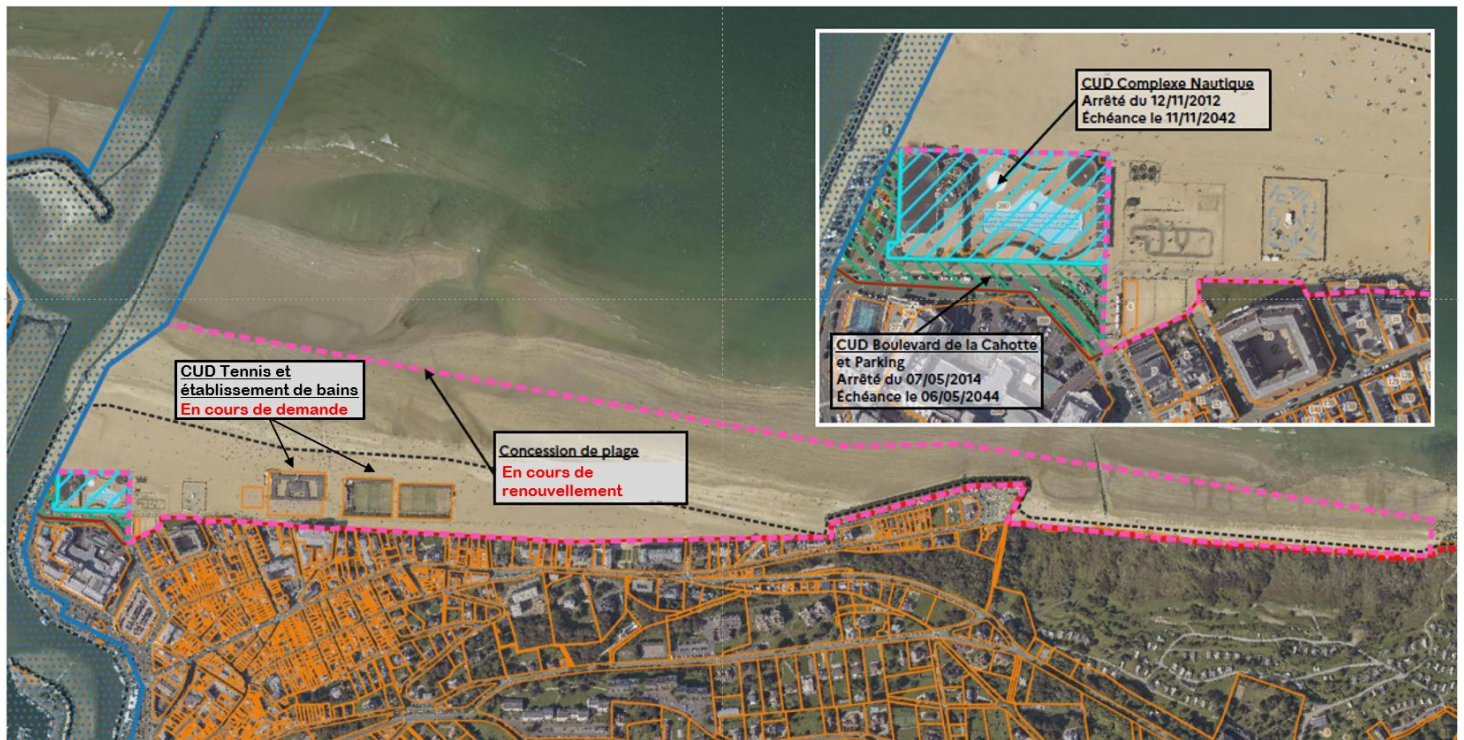 CUD Complexe Nautique
Arrêté du 12/11/2012
Échéance le 11/11/2042
CUD Boulevard de la Cahotte
et Parking
Arrêté du 07/05/2014
Échéance le 06/05/2044
CUD Tennis et
établissement de bains
En cours de demande
Concession de plage
En cours de
renouvellement